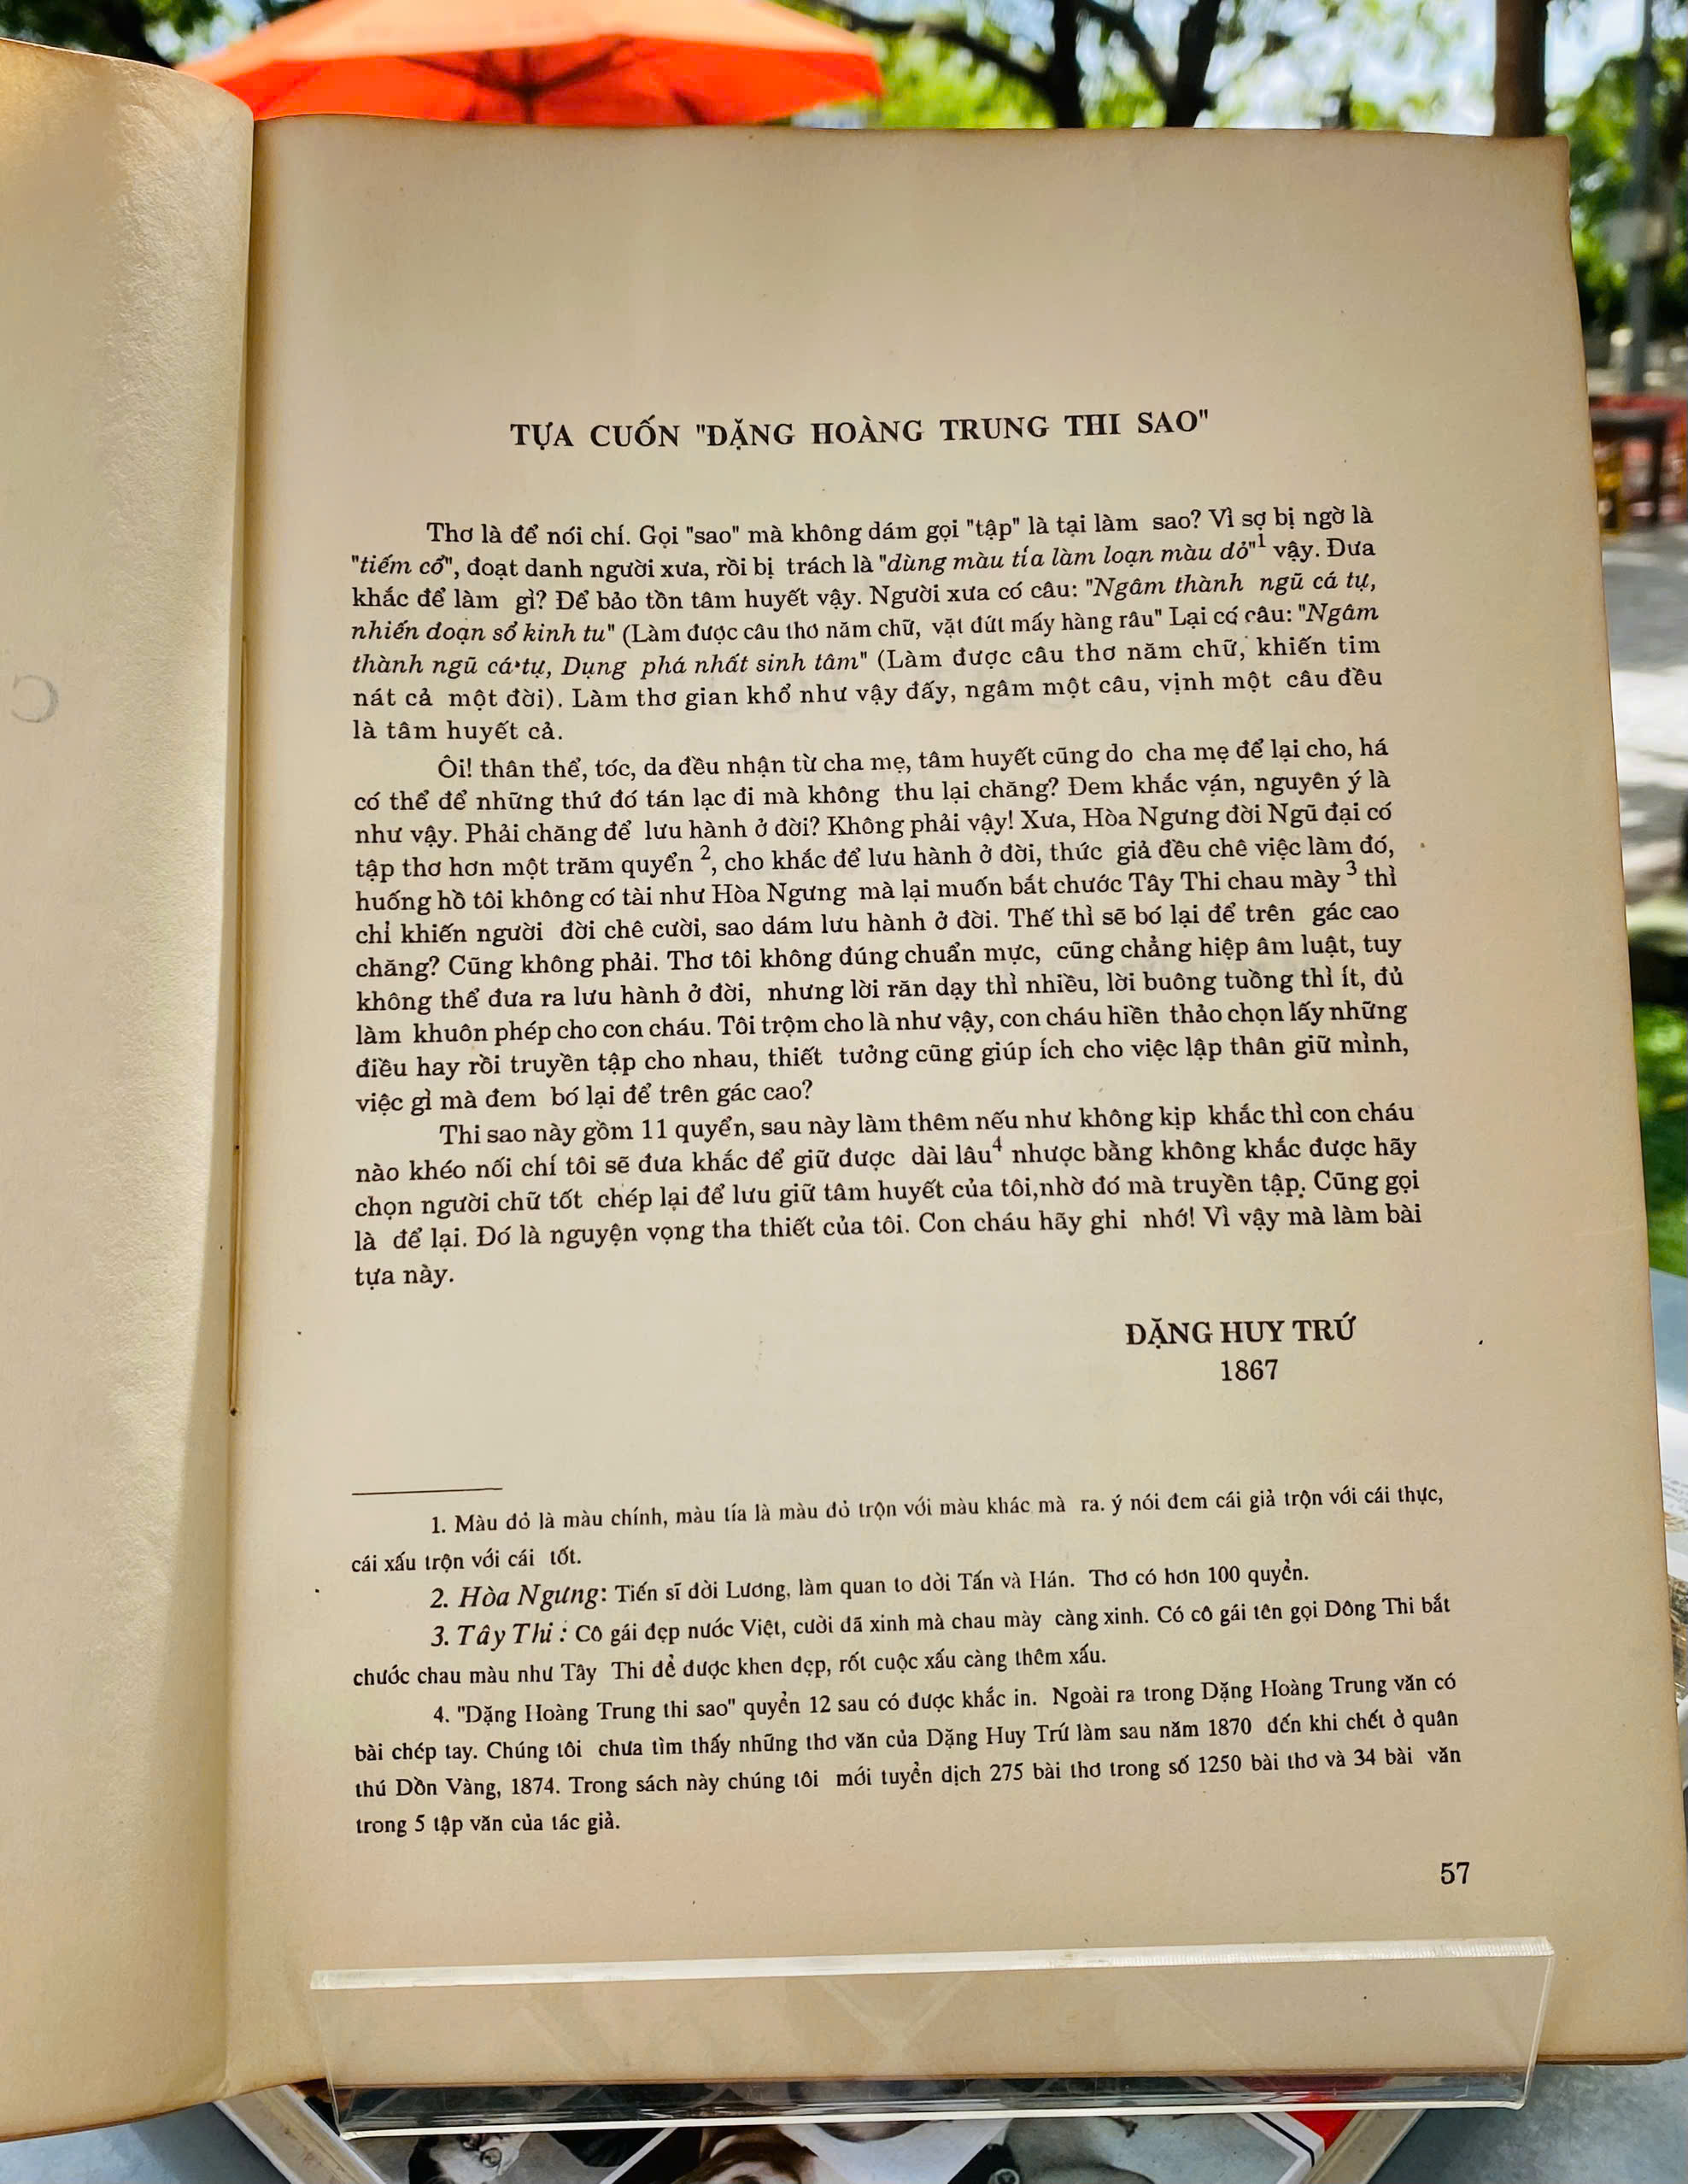 TỰA CUỐN "ĐẶNG HOÀNG TRUNG THI SAO"
Thơ là để nói chí. Gọi "sao" mà không dám gọi "tập" là tại làm sao? Vì sợ bị ngờ là
"tiếm cổ", đoạt danh người xưa, rồi bị trách là "dùng màu tía làm loạn màu đỏ"1 vậy. Đưa
khắc để làm gì? Để bảo tồn tâm huyết vậy. Người xưa có câu: "Ngâm thành ngũ cá tự,
nhiến đoạn sổ kinh tu" (Làm được câu thơ năm chữ, vặt đứt mấy hàng râu" Lại có câu: "Ngâm
thành ngũ cá tự, Dụng phá nhất sinh tâm" (Làm được câu thơ năm chữ, khiến tim
nát cả một đời). Làm thơ gian khổ như vậy đấy, ngâm một câu, vịnh một câu đều
là tâm huyết cả.
Ôi! thân thể, tóc, da đều nhận từ cha mẹ, tâm huyết cũng do cha mẹ để lại cho, há
có thể để những thứ đó tán lạc đi mà không thu lại chăng? Đem khắc ván, nguyên ý là
như vậy. Phải chăng để lưu hành ở đời? Không phải vậy! Xưa, Hòa Ngưng đời Ngũ đại có
tập thơ hơn một trăm quyển 2, cho khắc để lưu hành ở đời, thức giả đều chê việc làm đó,
huống hồ tôi không có tài như Hòa Ngưng mà lại muốn bắt chước Tây Thi chau mày 3 thì
chỉ khiến người đời chê cười, sao dám lưu hành ở đời. Thế thì sẽ bó lại để trên gác cao
chăng? Cũng không phải. Thơ tôi không đúng chuẩn mực, cũng chẳng hiệp âm luật, tuy
không thể đưa ra lưu hành ở đời, nhưng lời răn dạy thì nhiều, lời buông tuồng thì ít, đủ
làm khuôn phép cho con cháu. Tôi trộm cho là như vậy, con cháu hiền thảo chọn lấy những
điều hay rồi truyền tập cho nhau, thiết tưởng cũng giúp ích cho việc lập thân giữ mình,
việc gì mà đem bó lại để trên gác cao?
Thi sao này gồm 11 quyển, sau này làm thêm nếu như không kịp khắc thì con cháu
nào khéo nối chí tôi sẽ đưa khắc để giữ được dài lâu4 nhược bằng không khắc được hãy
chọn người chữ tốt chép lại để lưu giữ tâm huyết của tôi,nhờ đó mà truyền tập. Cũng gọi
là để lại. Đó là nguyện vọng tha thiết của tôi. Con cháu hãy ghi nhớ! Vì vậy mà làm bài
tựa này.
ĐẶNG HUY TRỨ
1867
1. Màu đỏ là màu chính, màu tía là màu đỏ trộn với màu khác mà ra. ý nói đem cái giả trộn với cái thực,
cái xấu trộn với cái tốt.
2. Hòa Ngưng: Tiến sĩ đời Lương, làm quan to đời Tấn và Hán. Thơ có hơn 100 quyển.
3. Tây Thi : Cô gái đẹp nước Việt, cười đã xinh mà chau mày càng xinh. Có cô gái tên gọi Đông Thi bắt
chước chau màu như Tây Thi để được khen đẹp, rốt cuộc xấu càng thêm xấu.
4. "Đặng Hoàng Trung thi sao" quyển 12 sau có được khắc in. Ngoài ra trong Đặng Hoàng Trung văn có
bài chép tay. Chúng tôi chưa tìm thấy những thơ văn của Đặng Huy Trứ làm sau năm 1870 đến khi chết ở quân
thú Đồn Vàng, 1874. Trong sách này chúng tôi mới tuyển dịch 275 bài thơ trong số 1250 bài thơ và 34 bài văn
trong 5 tập văn của tác giả.
57